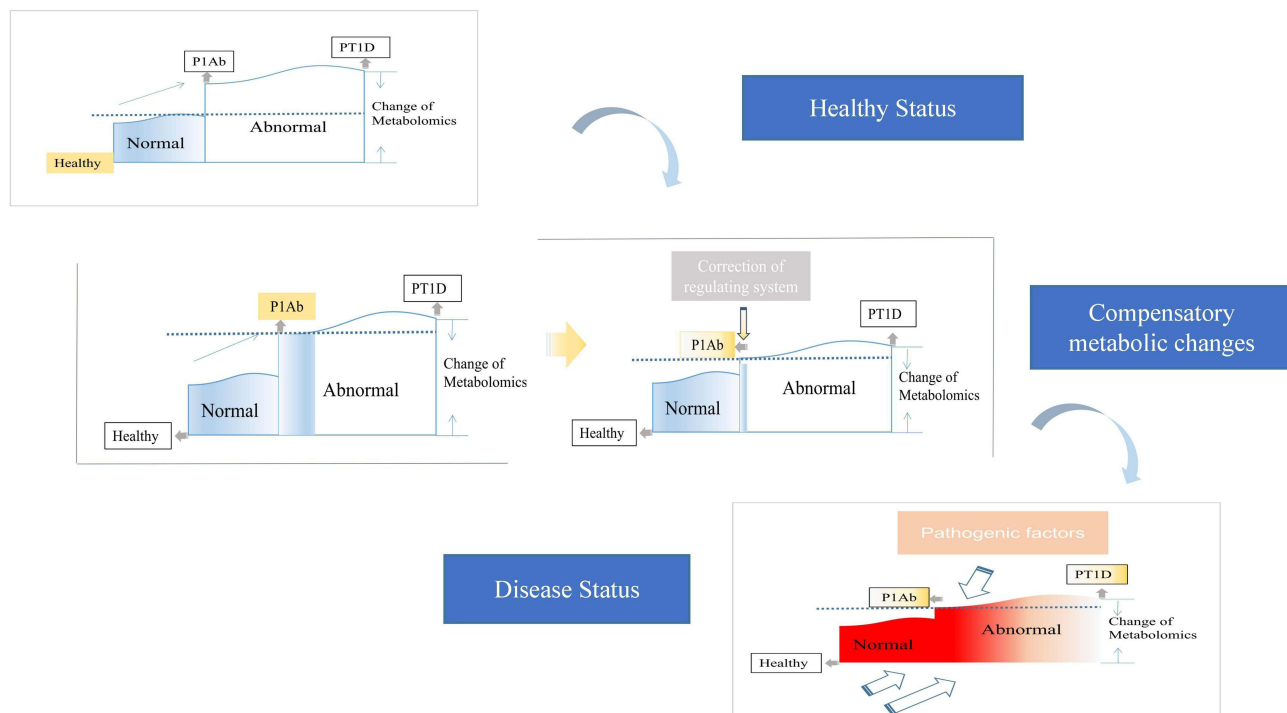 PT1D
P1Ab
Change of
Metabolomics
Abnormal
Normal
Healthy
Healthy Status
P1Ab
PT1D
Change of
Metabolomics
Abnormal
Normal
Healthy
Correction of
regulating system
PT1D
P1Ab
Change of
Metabolomics
Abnormal
Normal
Healthy
Compensatory
metabolic changes
Disease Status
Pathogenic factors
PT1D
P1Ab
Change of
Metabolomics
Abnormal
Normal
Healthy